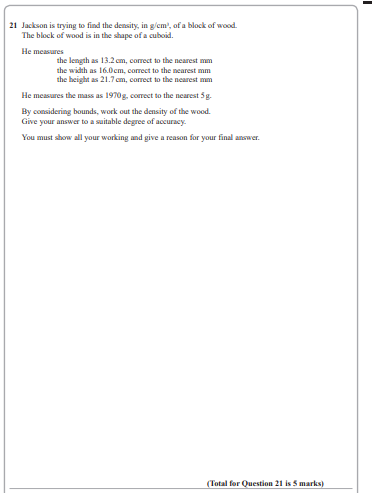 21 Jackson is trying to find the density, in g/cm³, of a block of wood.
The block of wood is in the shape of a cuboid.
He measures
the length as 13.2 cm, correct to the nearest mm
the width as 16.0 cm, correct to the nearest mm
the height as 21.7 cm, correct to the nearest mm
He measures the mass as 1970 g, correct to the nearest 5 g.
By considering bounds, work out the density of the wood.
Give your answer to a suitable degree of accuracy.
You must show all your working and give a reason for your final answer.
(Total for Question 21 is 5 marks)